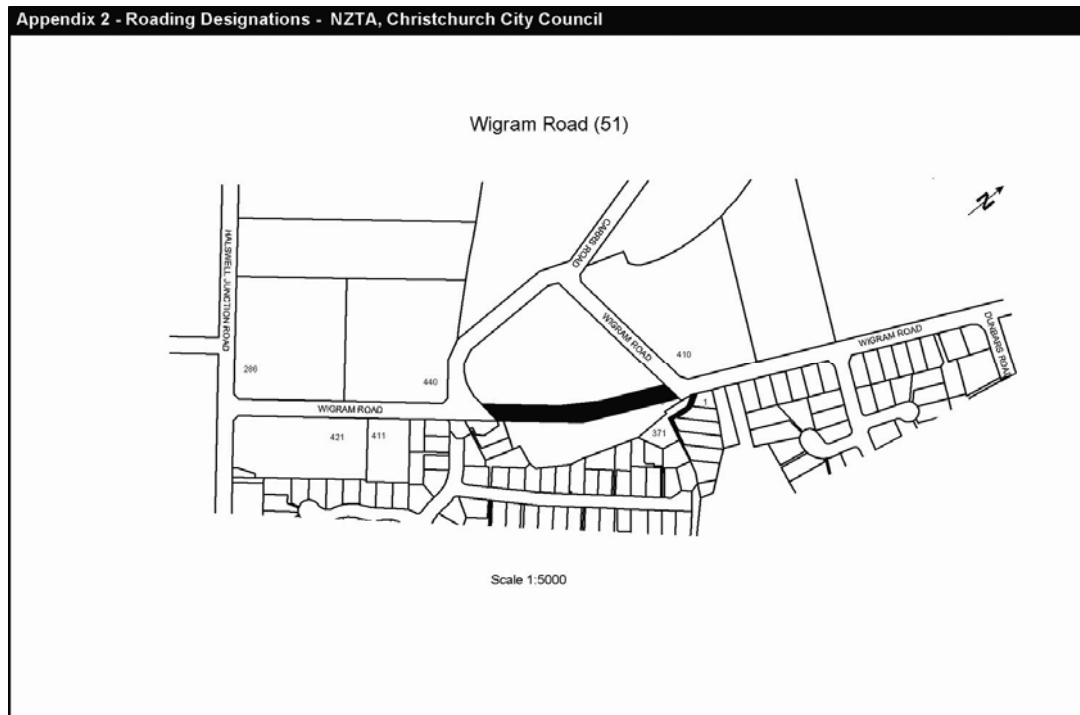 Appendix 2 - Roading Designations - NZTA, Christchurch City Council
Wigram Road (51)
N
HALSWELL JUNCTION ROAD
CARRS ROAD
WIGRAM ROAD
WIGRAM ROAD
DUNBARS ROAD
410
286
440
WIGRAM ROAD
1
421
411
371
Scale 1:5000